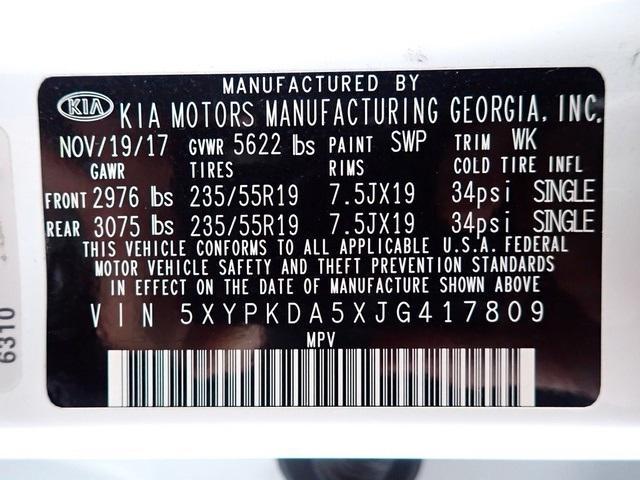 MANUFACTURED BY
KIA KIA MOTORS MANUFACTURING GEORGIA, INC.
NOV/19/17 GVWR 5622 lbs PAINT SWP TRIM WK
GAWR TIRES RIMS COLD TIRE INFL
FRONT 2976 lbs 235/55R19 7.5JX19 34psi SINGLE
REAR 3075 lbs 235/55R19 7.5JX19 34psi SINGLE
THIS VEHICLE CONFORMS TO ALL APPLICABLE U.S.A. FEDERAL
MOTOR VEHICLE SAFETY AND THEFT PREVENTION STANDARDS
IN EFFECT ON THE DATE OF MANUFACTURE SHOWN ABOVE
VIN 5XYPKDA5XJG417809
MPV
6310